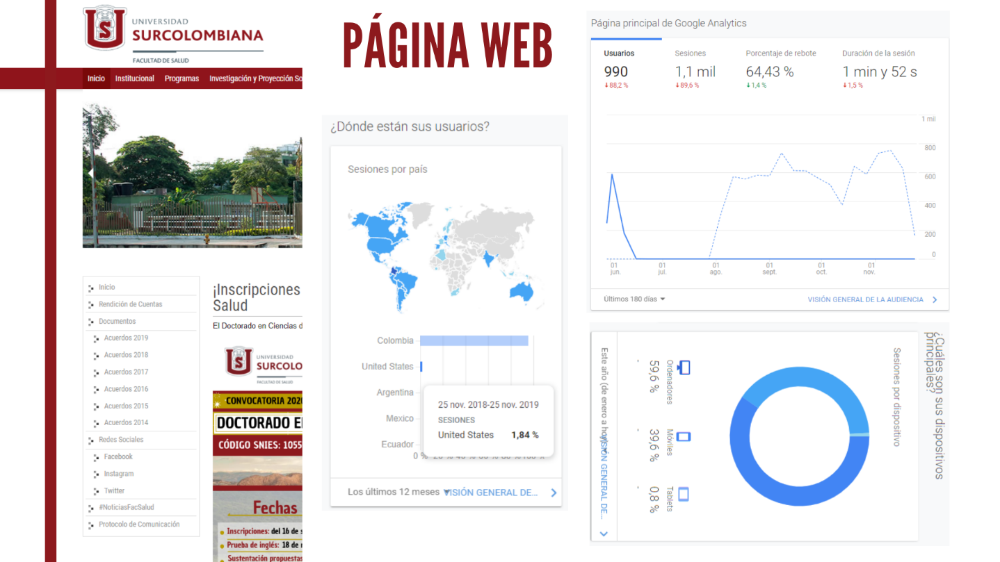 UNIVERSIDAD
SURCOLOMBIANA
FACULTAD DE SALUD
Inicio Institucional Programas Investigación y Proyección So
Inicio
Rendición de Cuentas
Documentos
Acuerdos 2019
Acuerdos 2018
Acuerdos 2017
Acuerdos 2016
Acuerdos 2015
Acuerdos 2014
Redes Sociales
Facebook
Instagram
Twitter
#NoticiasFacSalud
Protocolo de Comunicación
¡Inscripciones
Salud
El Doctorado en Ciencias d
UNIVERSIDAD
SURCOLO
FACULTAD DE SALUD
CONVOCATORIA 202
DOCTORADO E
CÓDIGO SNIES: 1055
Fechas
Inscripciones: del 16 de s
Prueba de inglés: 18 de
Sustentación propuestas
PÁGINA WEB
¿Dónde están sus usuarios?
Sesiones por país
Colombia
United States
Argentina
Mexico
Ecuador
25 nov. 2018-25 nov. 2019
SESIONES
United States 1,84 %
0 % 20 % 40 % 60 % 80 % 100 %
Los últimos 12 meses VISIÓN GENERAL DE...
Página principal de Google Analytics
Usuarios Sesiones Porcentaje de rebote Duración de la sesión
990 1,1 mil 64,43 % 1 min y 52 s
88,2 % 89,6 % 1,4 % 1,5 %
1 mil
800
600
400
200
0
01 01 01 01 01 01
jun. jul. ago. sept. oct. nov.
Últimos 180 días VISIÓN GENERAL DE LA AUDIENCIA
¿Cuáles son sus dispositivos
principales?
Sesiones por dispositivo
Ordenadores Móviles Tablets
59,6 % 39,6 % 0,8 %
- - -
Este año (de enero a hoy) VISIÓN GENERAL DE...